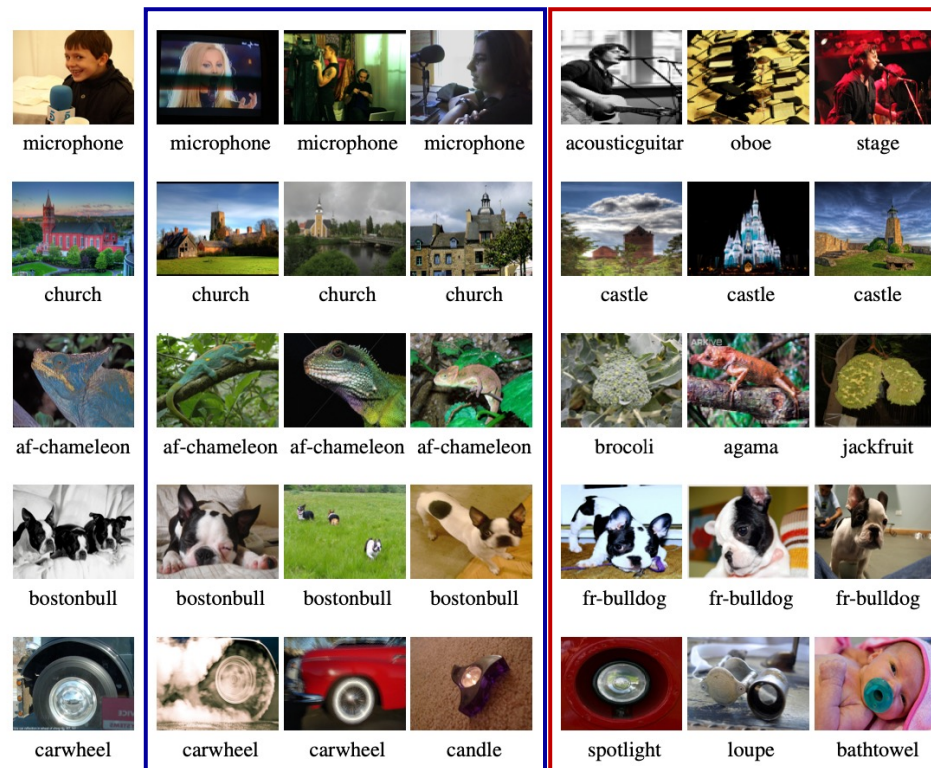 microphone microphone microphone microphone acousticguitar oboe stage
church church church church castle castle castle
ARKive
af-chameleon af-chameleon af-chameleon af-chameleon brocoli agama jackfruit
bostonbull bostonbull bostonbull bostonbull fr-bulldog fr-bulldog fr-bulldog
carwheel carwheel carwheel candle spotlight loupe bathtowel